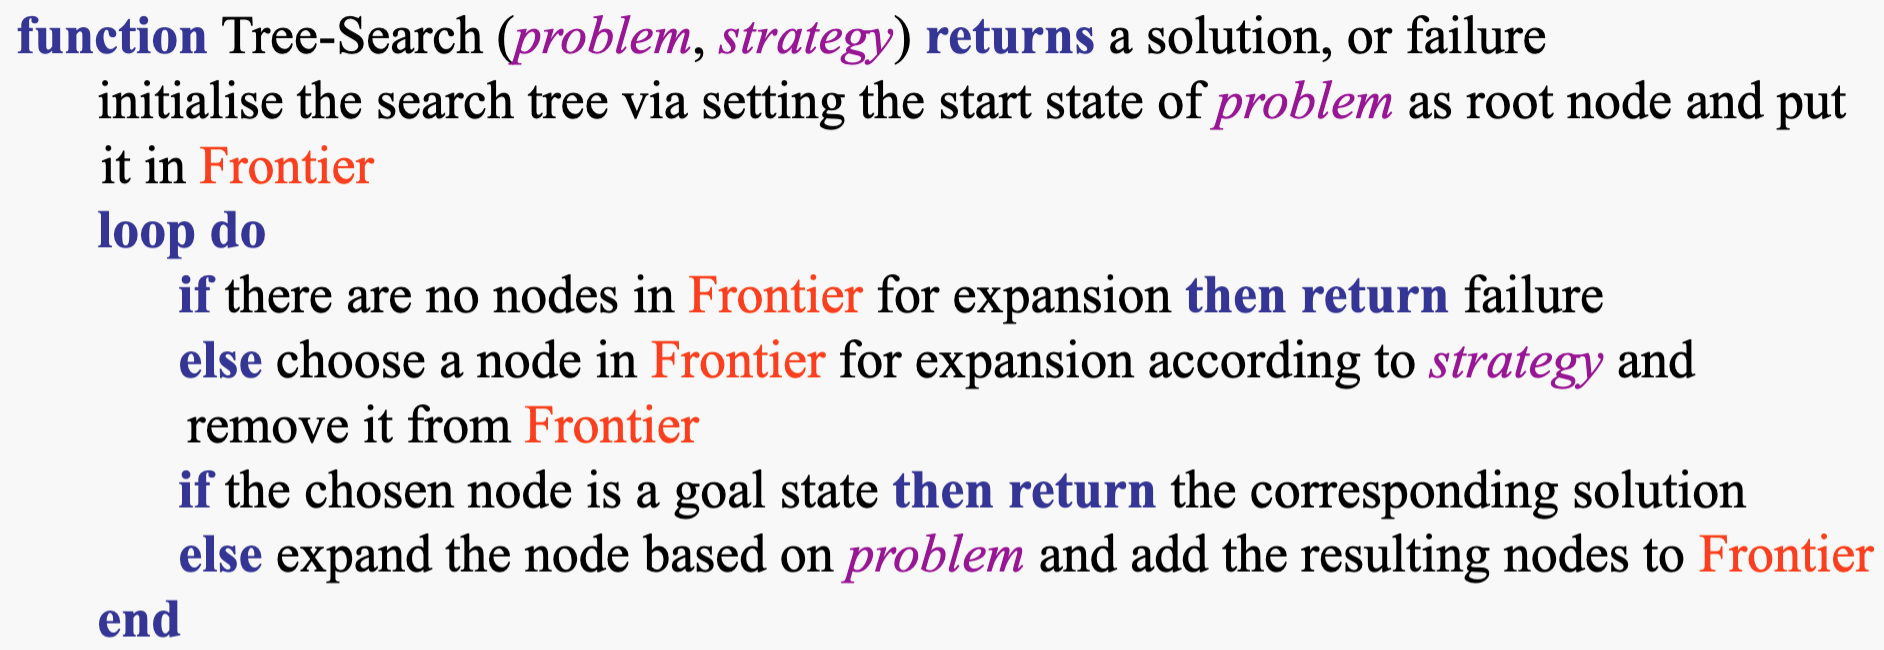 function Tree-Search (problem, strategy) returns a solution, or failure
initialise the search tree via setting the start state of problem as root node and put
it in Frontier
loop do
if there are no nodes in Frontier for expansion then return failure
else choose a node in Frontier for expansion according to strategy and
remove it from Frontier
if the chosen node is a goal state then return the corresponding solution
else expand the node based on problem and add the resulting nodes to Frontier
end